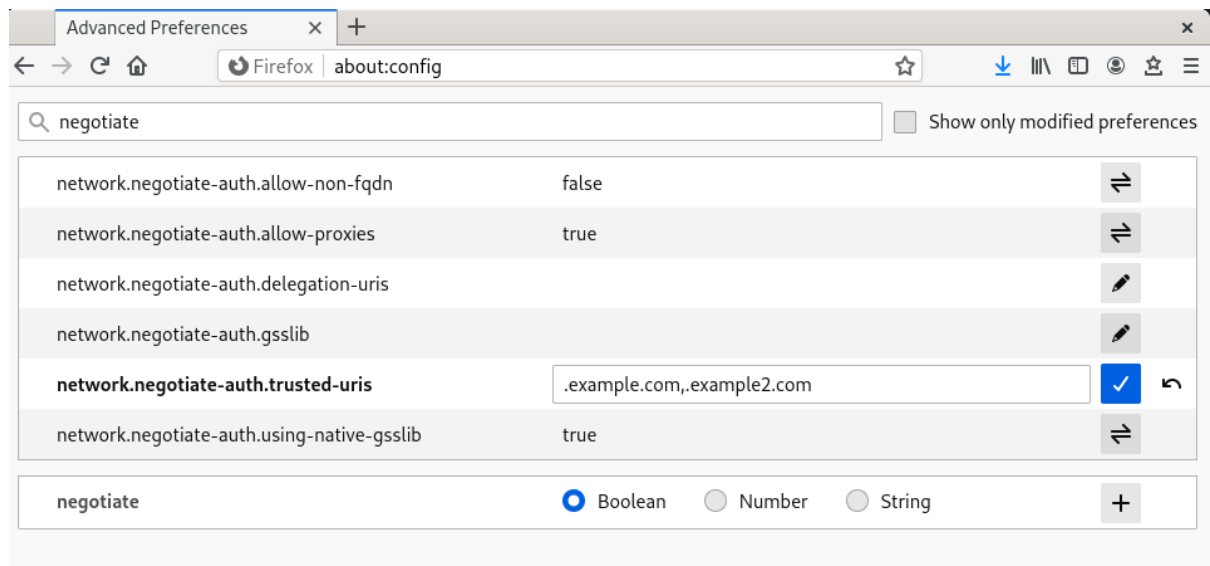 Advanced Preferences
Firefox about:config
negotiate Show only modified preferences
network.negotiate-auth.allow-non-fqdn false
network.negotiate-auth.allow-proxies true
network.negotiate-auth.delegation-uris
network.negotiate-auth.gsslib
network.negotiate-auth.trusted-uris .example.com,.example2.com
network.negotiate-auth.using-native-gsslib true
negotiate Boolean Number String